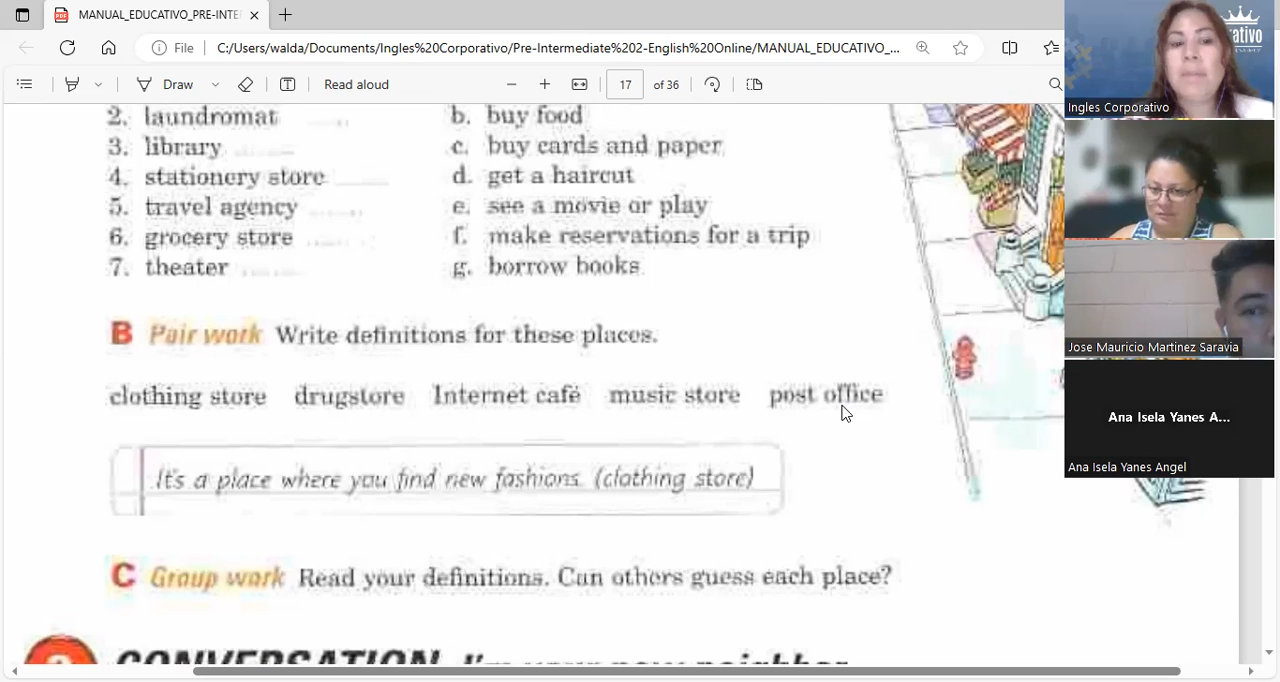 MANUAL_EDUCATIVO_PRE-INTE
File
C:/Users/walda/Documents/Ingles%20Corporativo/Pre-Intermediate%202-English%20Online/MANUAL_EDUCATIVO_...
Draw
Read aloud
17
of 36
2. laundromat
b. buy food
3. library
c. buy cards and paper
4. stationery store
d. get a haircut
5. travel agency
e. see a movie or play
6. grocery store
f. make reservations for a trip
7. theater
g. borrow books
B Pair work Write definitions for these places.
clothing store drugstore Internet café music store post office
It's a place where you find new fashions. (clothing store)
C Group work Read your definitions. Can others guess each place?
CONVERSATION I'm your new neighbor
Ingles Corporativo
Jose Mauricio Martinez Saravia
Ana Isela Yanes A...
Ana Isela Yanes Angel